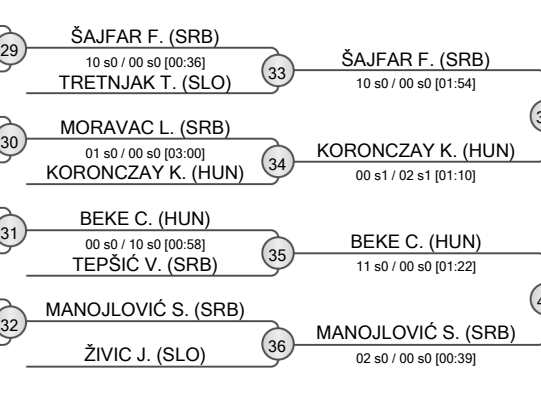 29
ŠAJFAR F. (SRB)
10 s0 / 00 s0 [00:36]
TRETNJAK T. (SLO)
33
ŠAJFAR F. (SRB)
10 s0 / 00 s0 [01:54]
30
MORAVAC L. (SRB)
01 s0 / 00 s0 [03:00]
KORONCZAY K. (HUN)
34
KORONCZAY K. (HUN)
00 s1 / 02 s1 [01:10]
31
BEKE C. (HUN)
00 s0 / 10 s0 [00:58]
TEPŠIĆ V. (SRB)
35
BEKE C. (HUN)
11 s0 / 00 s0 [01:22]
32
MANOJLOVIĆ S. (SRB)
ŽIVIC J. (SLO)
36
MANOJLOVIĆ S. (SRB)
02 s0 / 00 s0 [00:39]